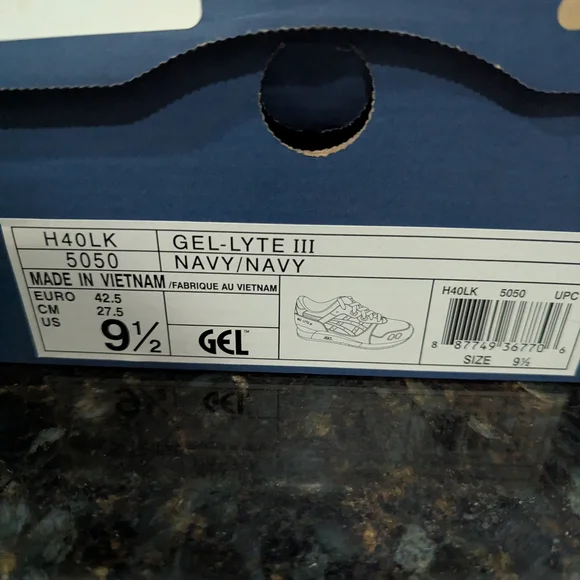 H40LK GEL-LYTE III
5050 NAVY/NAVY
MADE IN VIETNAM /FABRIQUE AU VIETNAM
EURO 42.5
CM 27.5
US 9½
GEL™
H40LK 5050 UPC
8 87749 36770 6
SIZE 9½